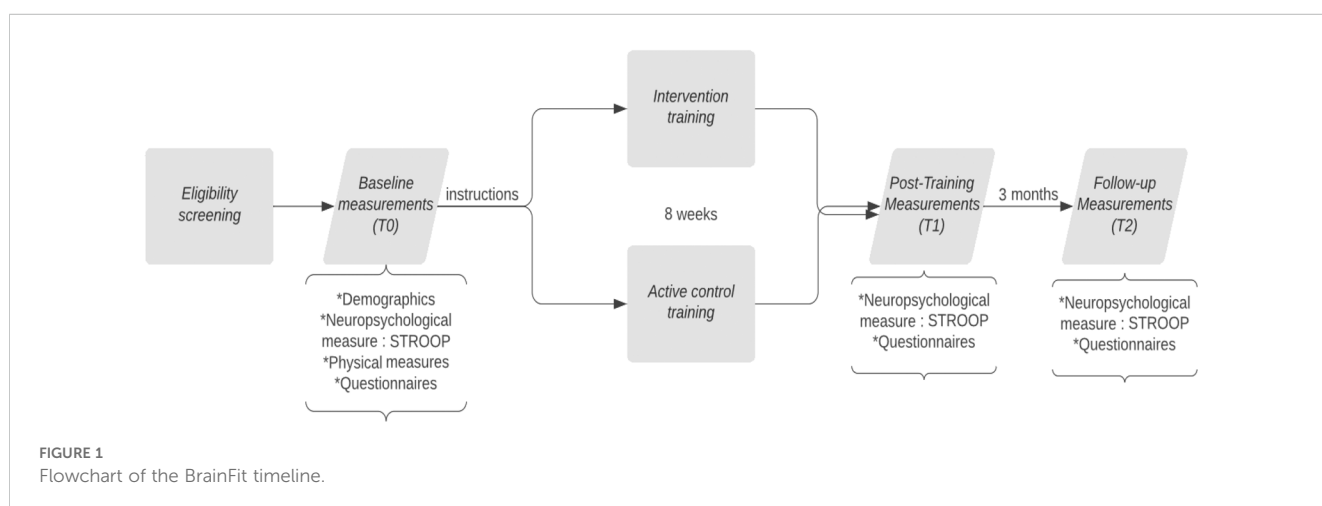 Eligibility
screening
Baseline
measurements
(T0)
*Demographics
*Neuropsychological
measure : STROOP
*Physical measures
*Questionnaires
instructions
Intervention
training
8 weeks
Active control
training
Post-Training
Measurements
(T1)
*Neuropsychological
measure : STROOP
*Questionnaires
3 months
Follow-up
Measurements
(T2)
*Neuropsychological
measure : STROOP
*Questionnaires
FIGURE 1
Flowchart of the BrainFit timeline.